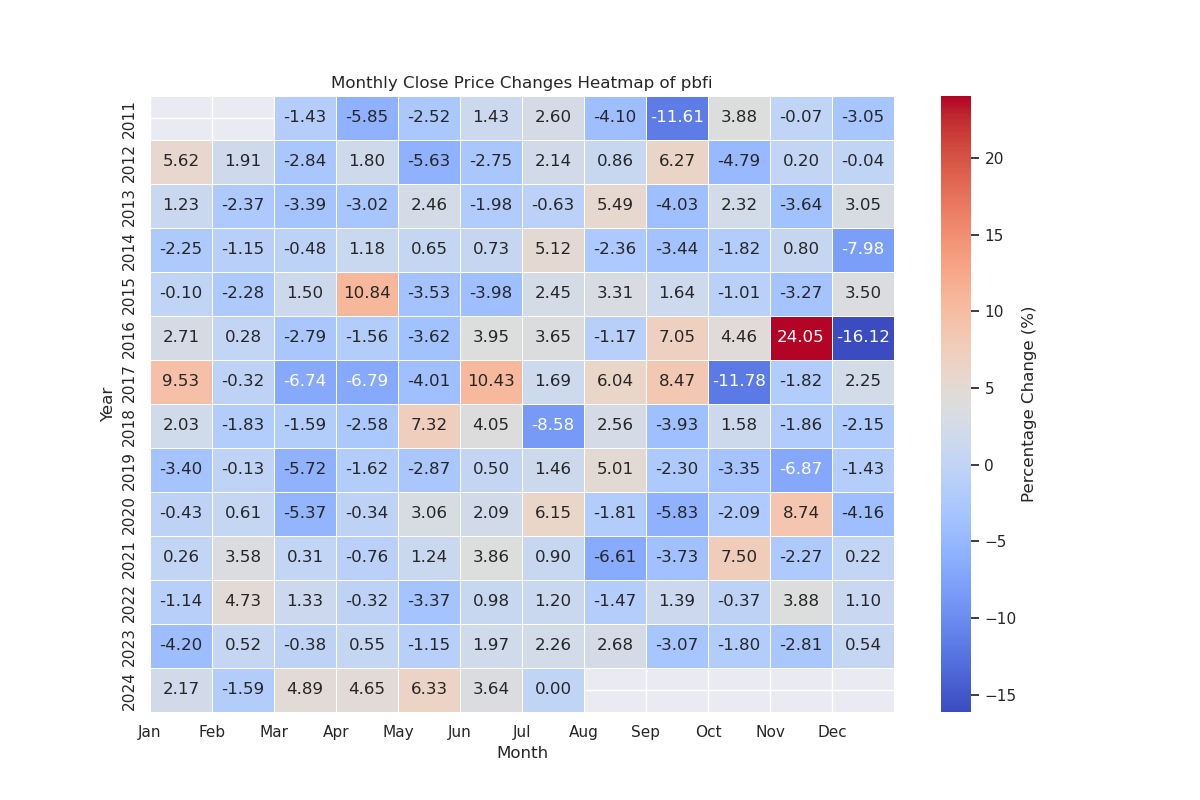 Monthly Close Price Changes Heatmap of pbfi
2011 -1.43 -5.85 -2.52 1.43 2.60 -4.10 -11.61 3.88 -0.07 -3.05
2012 5.62 1.91 -2.84 1.80 -5.63 -2.75 2.14 0.86 6.27 -4.79 0.20 -0.04
2013 1.23 -2.37 -3.39 -3.02 2.46 -1.98 -0.63 5.49 -4.03 2.32 -3.64 3.05
2014 -2.25 -1.15 -0.48 1.18 0.65 0.73 5.12 -2.36 -3.44 -1.82 0.80 -7.98
2015 -0.10 -2.28 1.50 10.84 -3.53 -3.98 2.45 3.31 1.64 -1.01 -3.27 3.50
2016 2.71 0.28 -2.79 -1.56 -3.62 3.95 3.65 -1.17 7.05 4.46 24.05 -16.12
2017 9.53 -0.32 -6.74 -6.79 -4.01 10.43 1.69 6.04 8.47 -11.78 -1.82 2.25
2018 2.03 -1.83 -1.59 -2.58 7.32 4.05 -8.58 2.56 -3.93 1.58 -1.86 -2.15
2019 -3.40 -0.13 -5.72 -1.62 -2.87 0.50 1.46 5.01 -2.30 -3.35 -6.87 -1.43
2020 -0.43 0.61 -5.37 -0.34 3.06 2.09 6.15 -1.81 -5.83 -2.09 8.74 -4.16
2021 0.26 3.58 0.31 -0.76 1.24 3.86 0.90 -6.61 -3.73 7.50 -2.27 0.22
2022 -1.14 4.73 1.33 -0.32 -3.37 0.98 1.20 -1.47 1.39 -0.37 3.88 1.10
2023 -4.20 0.52 -0.38 0.55 -1.15 1.97 2.26 2.68 -3.07 -1.80 -2.81 0.54
2024 2.17 -1.59 4.89 4.65 6.33 3.64 0.00
Jan Feb Mar Apr May Jun Jul Aug Sep Oct Nov Dec
Month
Year
20
15
10
5
0
−5
−10
−15
Percentage Change (%)